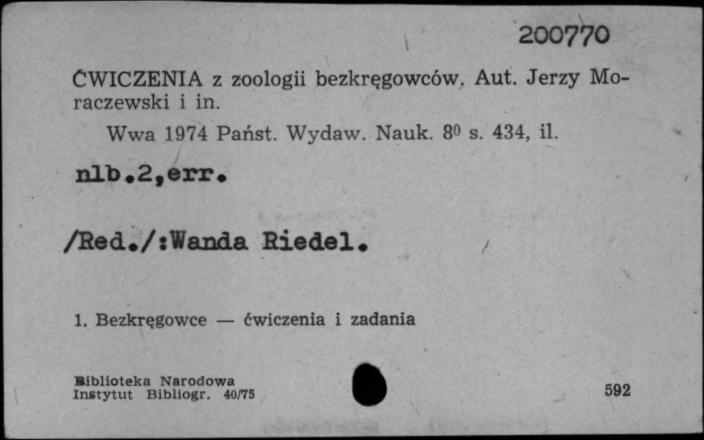 200770
ĆWICZENIA z zoologii bezkręgowców. Aut. Jerzy Mo-
raczewski i in.
Wwa 1974 Państ. Wydaw. Nauk. 8⁰ s. 434, il.
nlb.2,err.
/Red./:Wanda Riedel.
1. Bezkręgowce — ćwiczenia i zadania
Biblioteka Narodowa
Instytut Bibliogr. 40/75
592